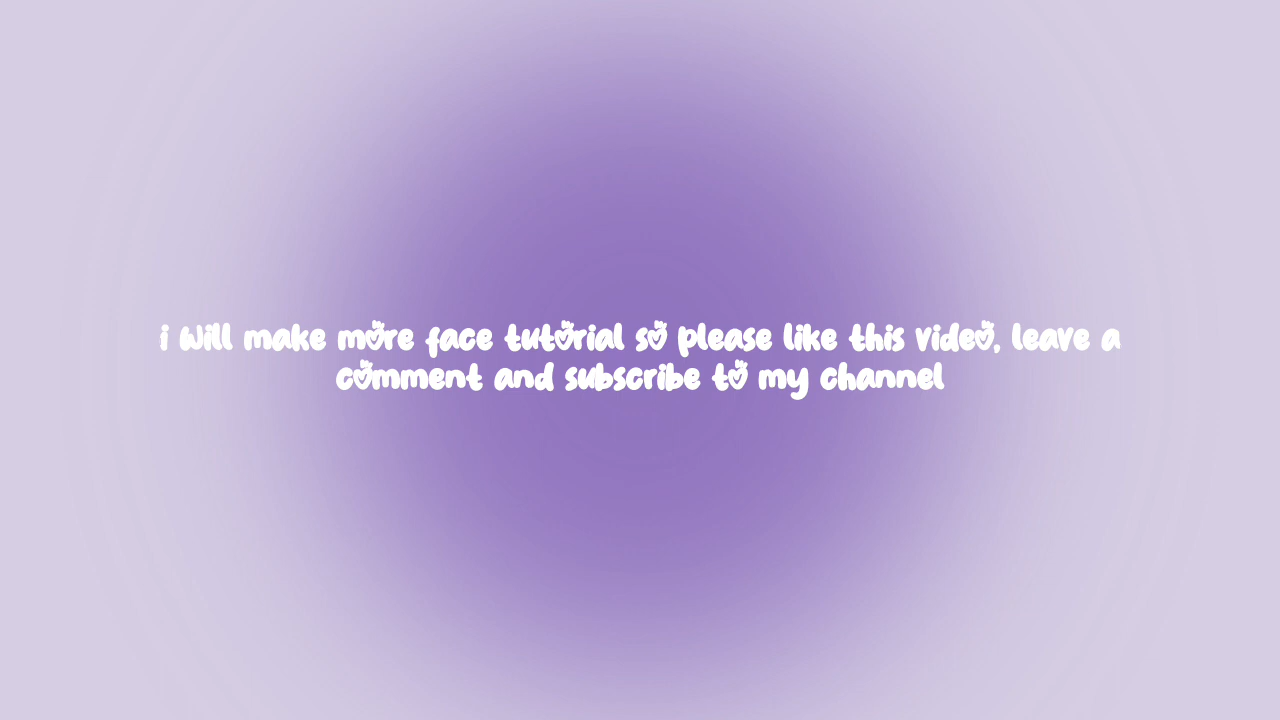 i will make more face tutorial so please like this video, leave a
comment and subscribe to my channel